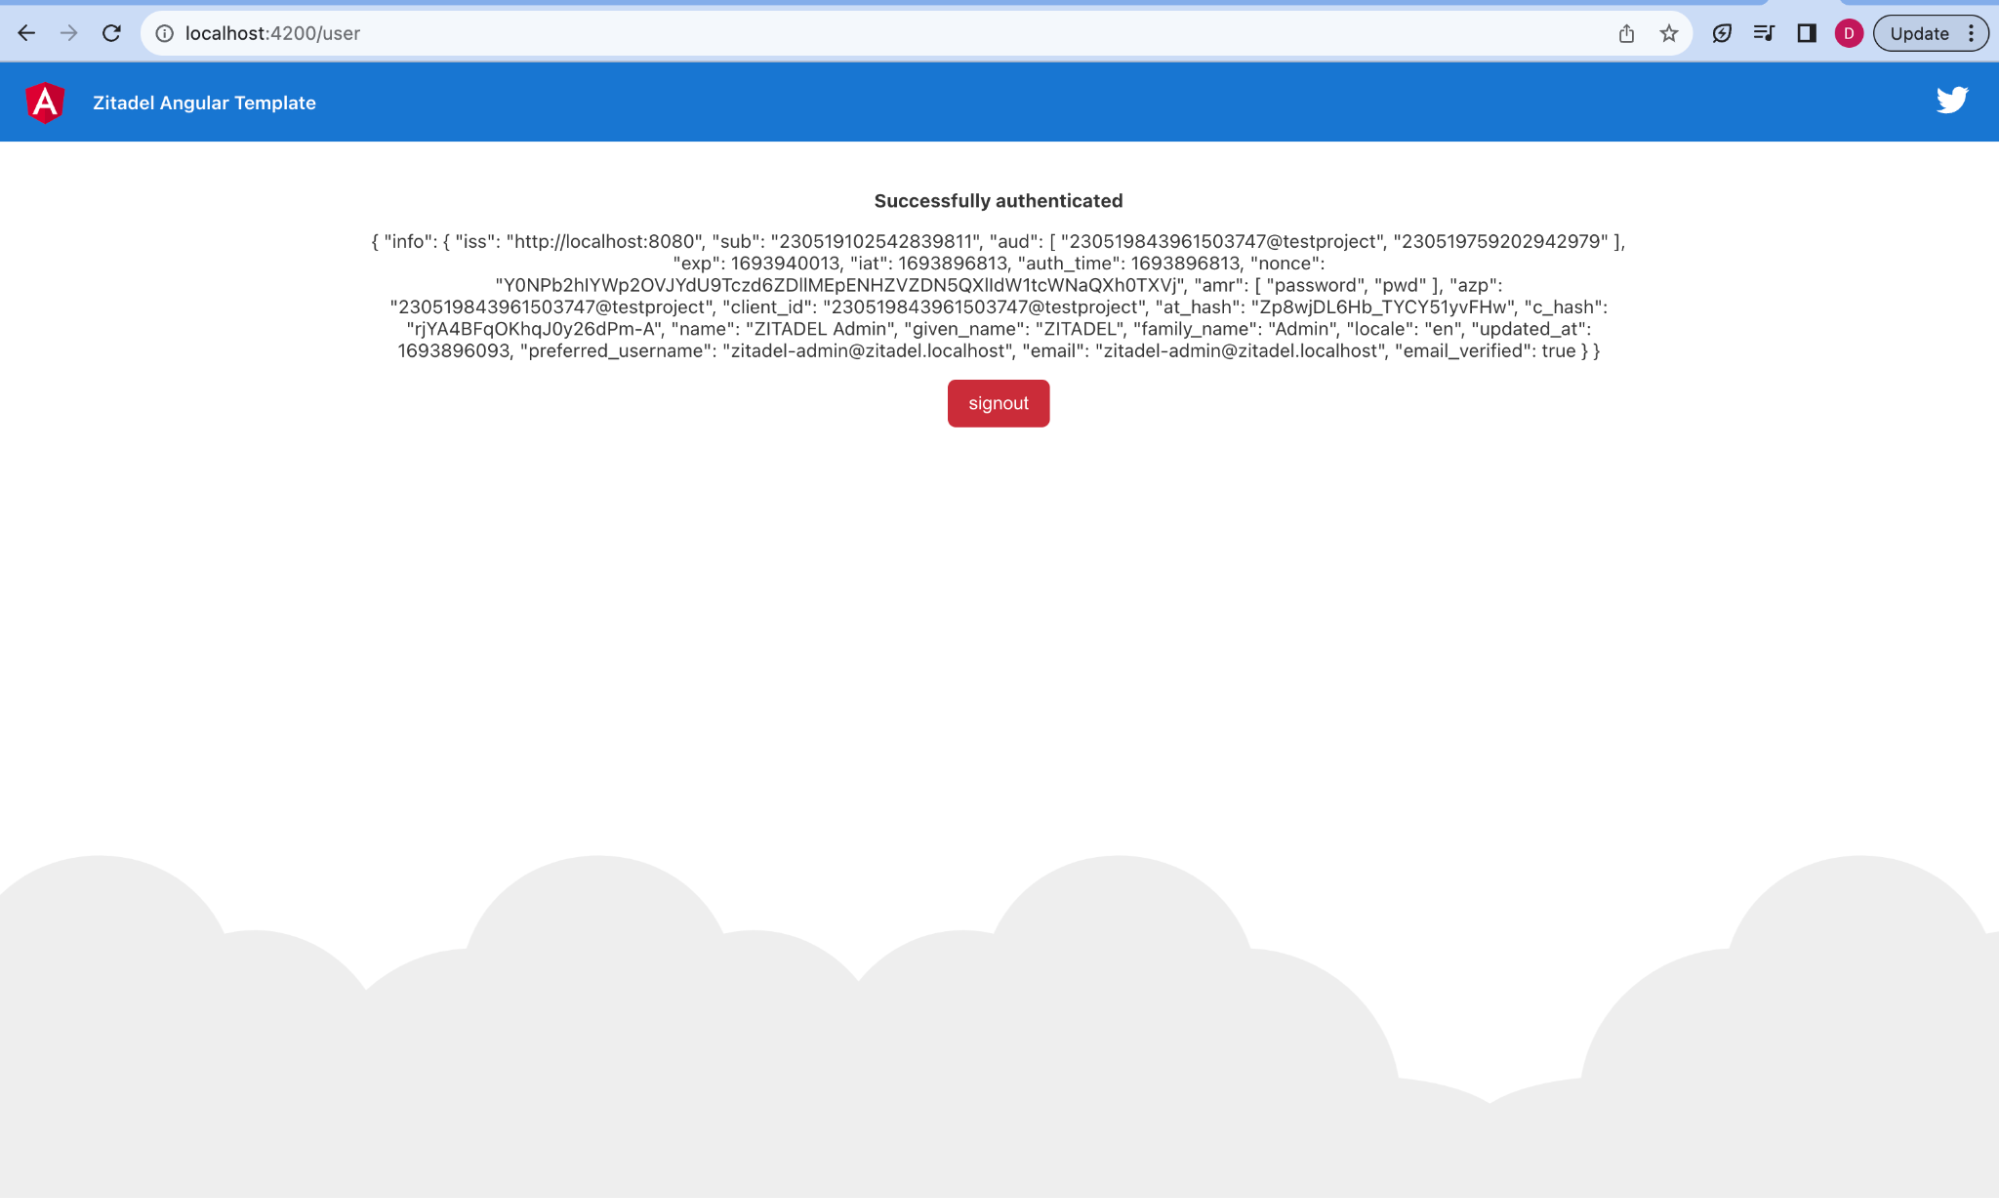 localhost:4200/user
D
Update
Zitadel Angular Template
Successfully authenticated
{ "info": { "iss": "http://localhost:8080", "sub": "230519102542839811", "aud": [ "230519843961503747@testproject", "230519759202942979" ],
"exp": 1693940013, "iat": 1693896813, "auth_time": 1693896813, "nonce":
"Y0NPb2hIYWp2OVJYdU9Tczd6ZDllMEpENHZVZDN5QXlIdW1tcWNaQXh0TXVj", "amr": [ "password", "pwd" ], "azp":
"230519843961503747@testproject", "client_id": "230519843961503747@testproject", "at_hash": "Zp8wjDL6Hb_TYCY51yvFHw", "c_hash":
"rjYA4BFqOKhqJ0y26dPm-A", "name": "ZITADEL Admin", "given_name": "ZITADEL", "family_name": "Admin", "locale": "en", "updated_at":
1693896093, "preferred_username": "zitadel-admin@zitadel.localhost", "email": "zitadel-admin@zitadel.localhost", "email_verified": true } }
signout